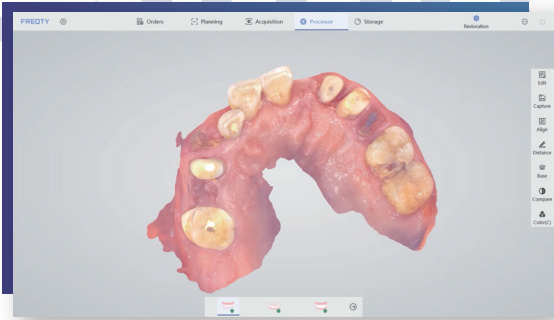 FREQTY
Orders
Planning
Acquisition
Processor
Storage
Restoration
Edit
Capture
Align
Distance
Base
Compare
Color(C)